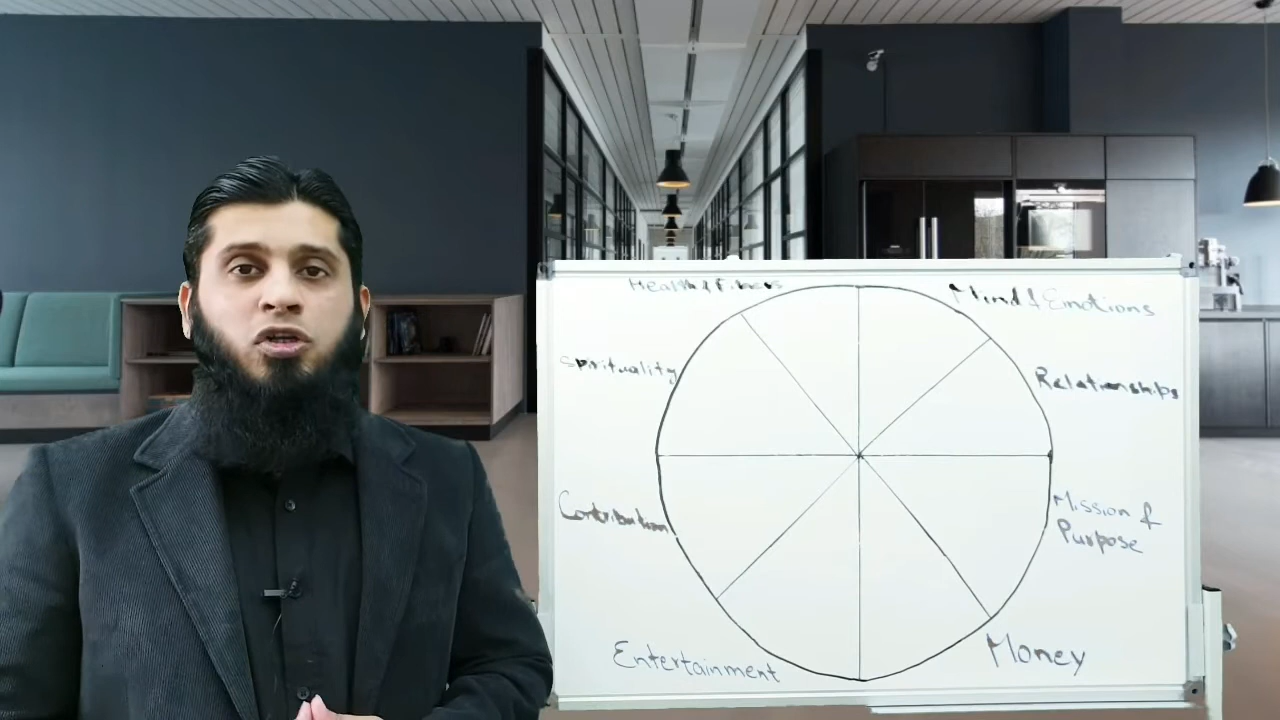 Health & Fitness
Mind & Emotions
Spirituality
Relationships
Contribution
Mission &
Purpose
Entertainment
Money